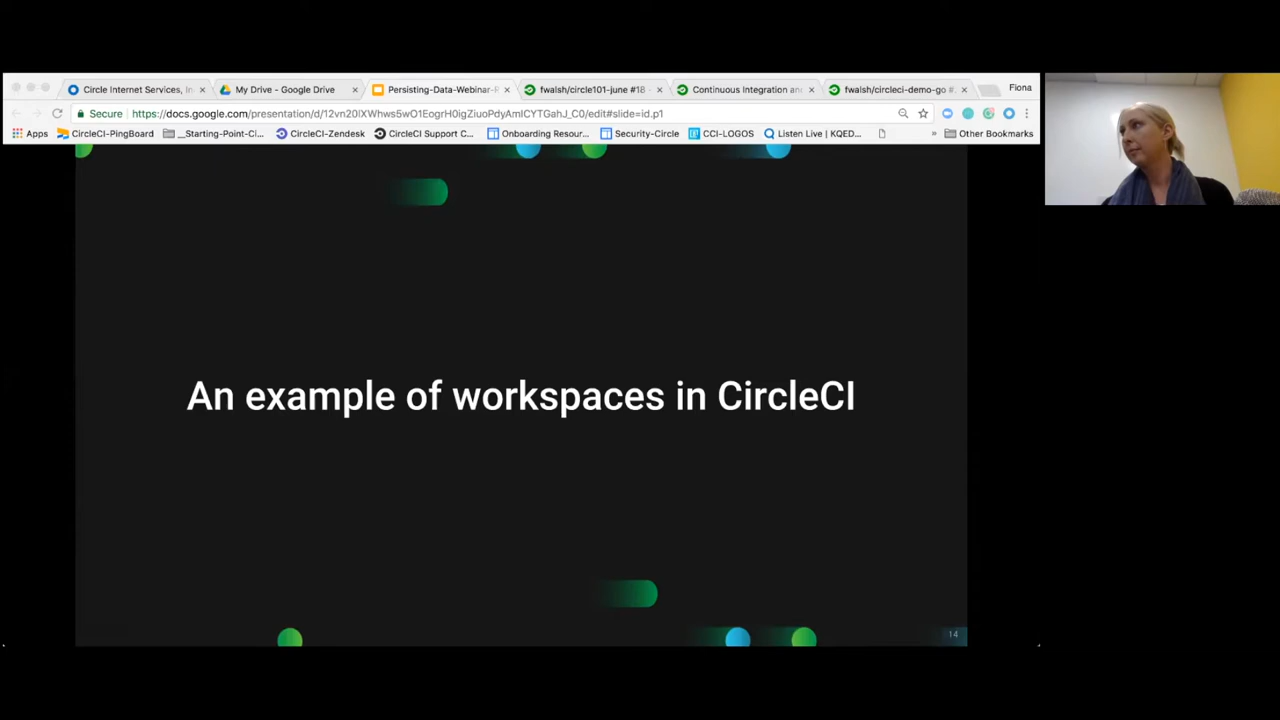 Circle Internet Services, In
My Drive - Google Drive
Persisting-Data-Webinar-R
fwalsh/circle101-june #18 -
Continuous Integration and
fwalsh/circleci-demo-go #
Fiona
Secure
https://docs.google.com/presentation/d/12vn20lXWhws5wO1EogrH0igZiuoPdyAmICYTGahJ_C0/edit#slide=id.p1
Apps
CircleCI-PingBoard
__Starting-Point-Ci...
CircleCI-Zendesk
CircleCI Support C...
Onboarding Resour...
Security-Circle
CCI-LOGOS
Listen Live | KQED...
»
Other Bookmarks
An example of workspaces in CircleCI
14